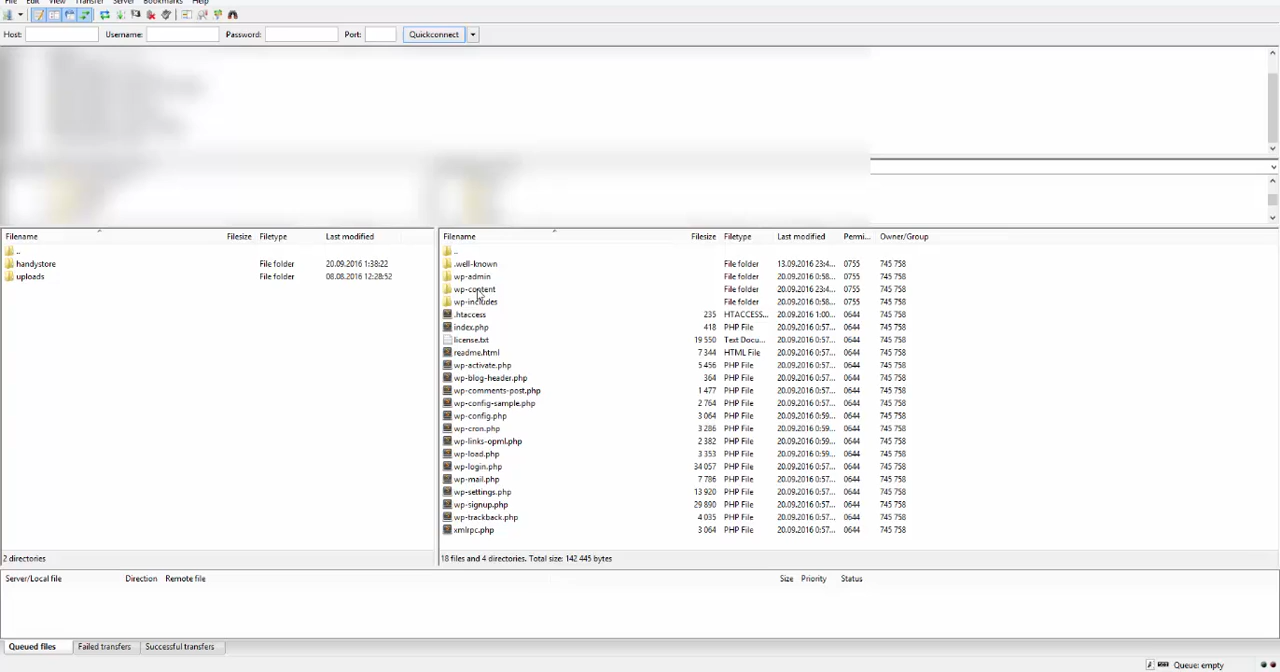 File Edit View Transfer Server Bookmarks Help
Host: Username: Password: Port: Quickconnect
Filename Filesize Filetype Last modified
..
handystore File folder 20.09.2016 1:38:22
uploads File folder 08.08.2016 12:28:52
2 directories
Filename Filesize Filetype Last modified Permi... Owner/Group
..
.well-known File folder 13.09.2016 23:4... 0755 745 758
wp-admin File folder 20.09.2016 0:58... 0755 745 758
wp-content File folder 20.09.2016 23:4... 0755 745 758
wp-includes File folder 20.09.2016 0:58... 0755 745 758
.htaccess 235 HTACCESS... 20.09.2016 1:00... 0644 745 758
index.php 418 PHP File 20.09.2016 0:57... 0644 745 758
license.txt 19 550 Text Docu... 20.09.2016 0:57... 0644 745 758
readme.html 7 344 HTML File 20.09.2016 0:57... 0644 745 758
wp-activate.php 5 456 PHP File 20.09.2016 0:57... 0644 745 758
wp-blog-header.php 364 PHP File 20.09.2016 0:57... 0644 745 758
wp-comments-post.php 1 477 PHP File 20.09.2016 0:57... 0644 745 758
wp-config-sample.php 2 764 PHP File 20.09.2016 0:57... 0644 745 758
wp-config.php 3 064 PHP File 20.09.2016 0:59... 0644 745 758
wp-cron.php 3 286 PHP File 20.09.2016 0:59... 0644 745 758
wp-links-opml.php 2 382 PHP File 20.09.2016 0:57... 0644 745 758
wp-load.php 3 353 PHP File 20.09.2016 0:59... 0644 745 758
wp-login.php 34 057 PHP File 20.09.2016 0:57... 0644 745 758
wp-mail.php 7 786 PHP File 20.09.2016 0:57... 0644 745 758
wp-settings.php 13 920 PHP File 20.09.2016 0:57... 0644 745 758
wp-signup.php 29 890 PHP File 20.09.2016 0:57... 0644 745 758
wp-trackback.php 4 035 PHP File 20.09.2016 0:57... 0644 745 758
xmlrpc.php 3 064 PHP File 20.09.2016 0:57... 0644 745 758
18 files and 4 directories. Total size: 142 445 bytes
Server/Local file Direction Remote file Size Priority Status
Queued files Failed transfers Successful transfers
Queue: empty